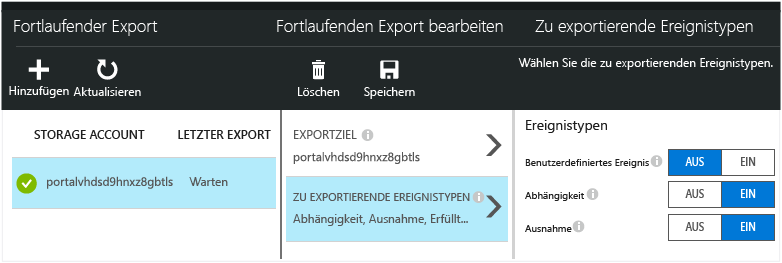 Fortlaufender Export
Hinzufügen
Aktualisieren
STORAGE ACCOUNT
LETZTER EXPORT
portalvhdsd9hnxz8gbtls
Warten
Fortlaufenden Export bearbeiten
Löschen
Speichern
EXPORTZIEL
portalvhdsd9hnxz8gbtls
ZU EXPORTIERENDE EREIGNISTYPEN
Abhängigkeit, Ausnahme, Erfüllt...
Zu exportierende Ereignistypen
Wählen Sie die zu exportierenden Ereignistypen.
Ereignistypen
Benutzerdefiniertes Ereignis AUS EIN
Abhängigkeit AUS EIN
Ausnahme AUS EIN